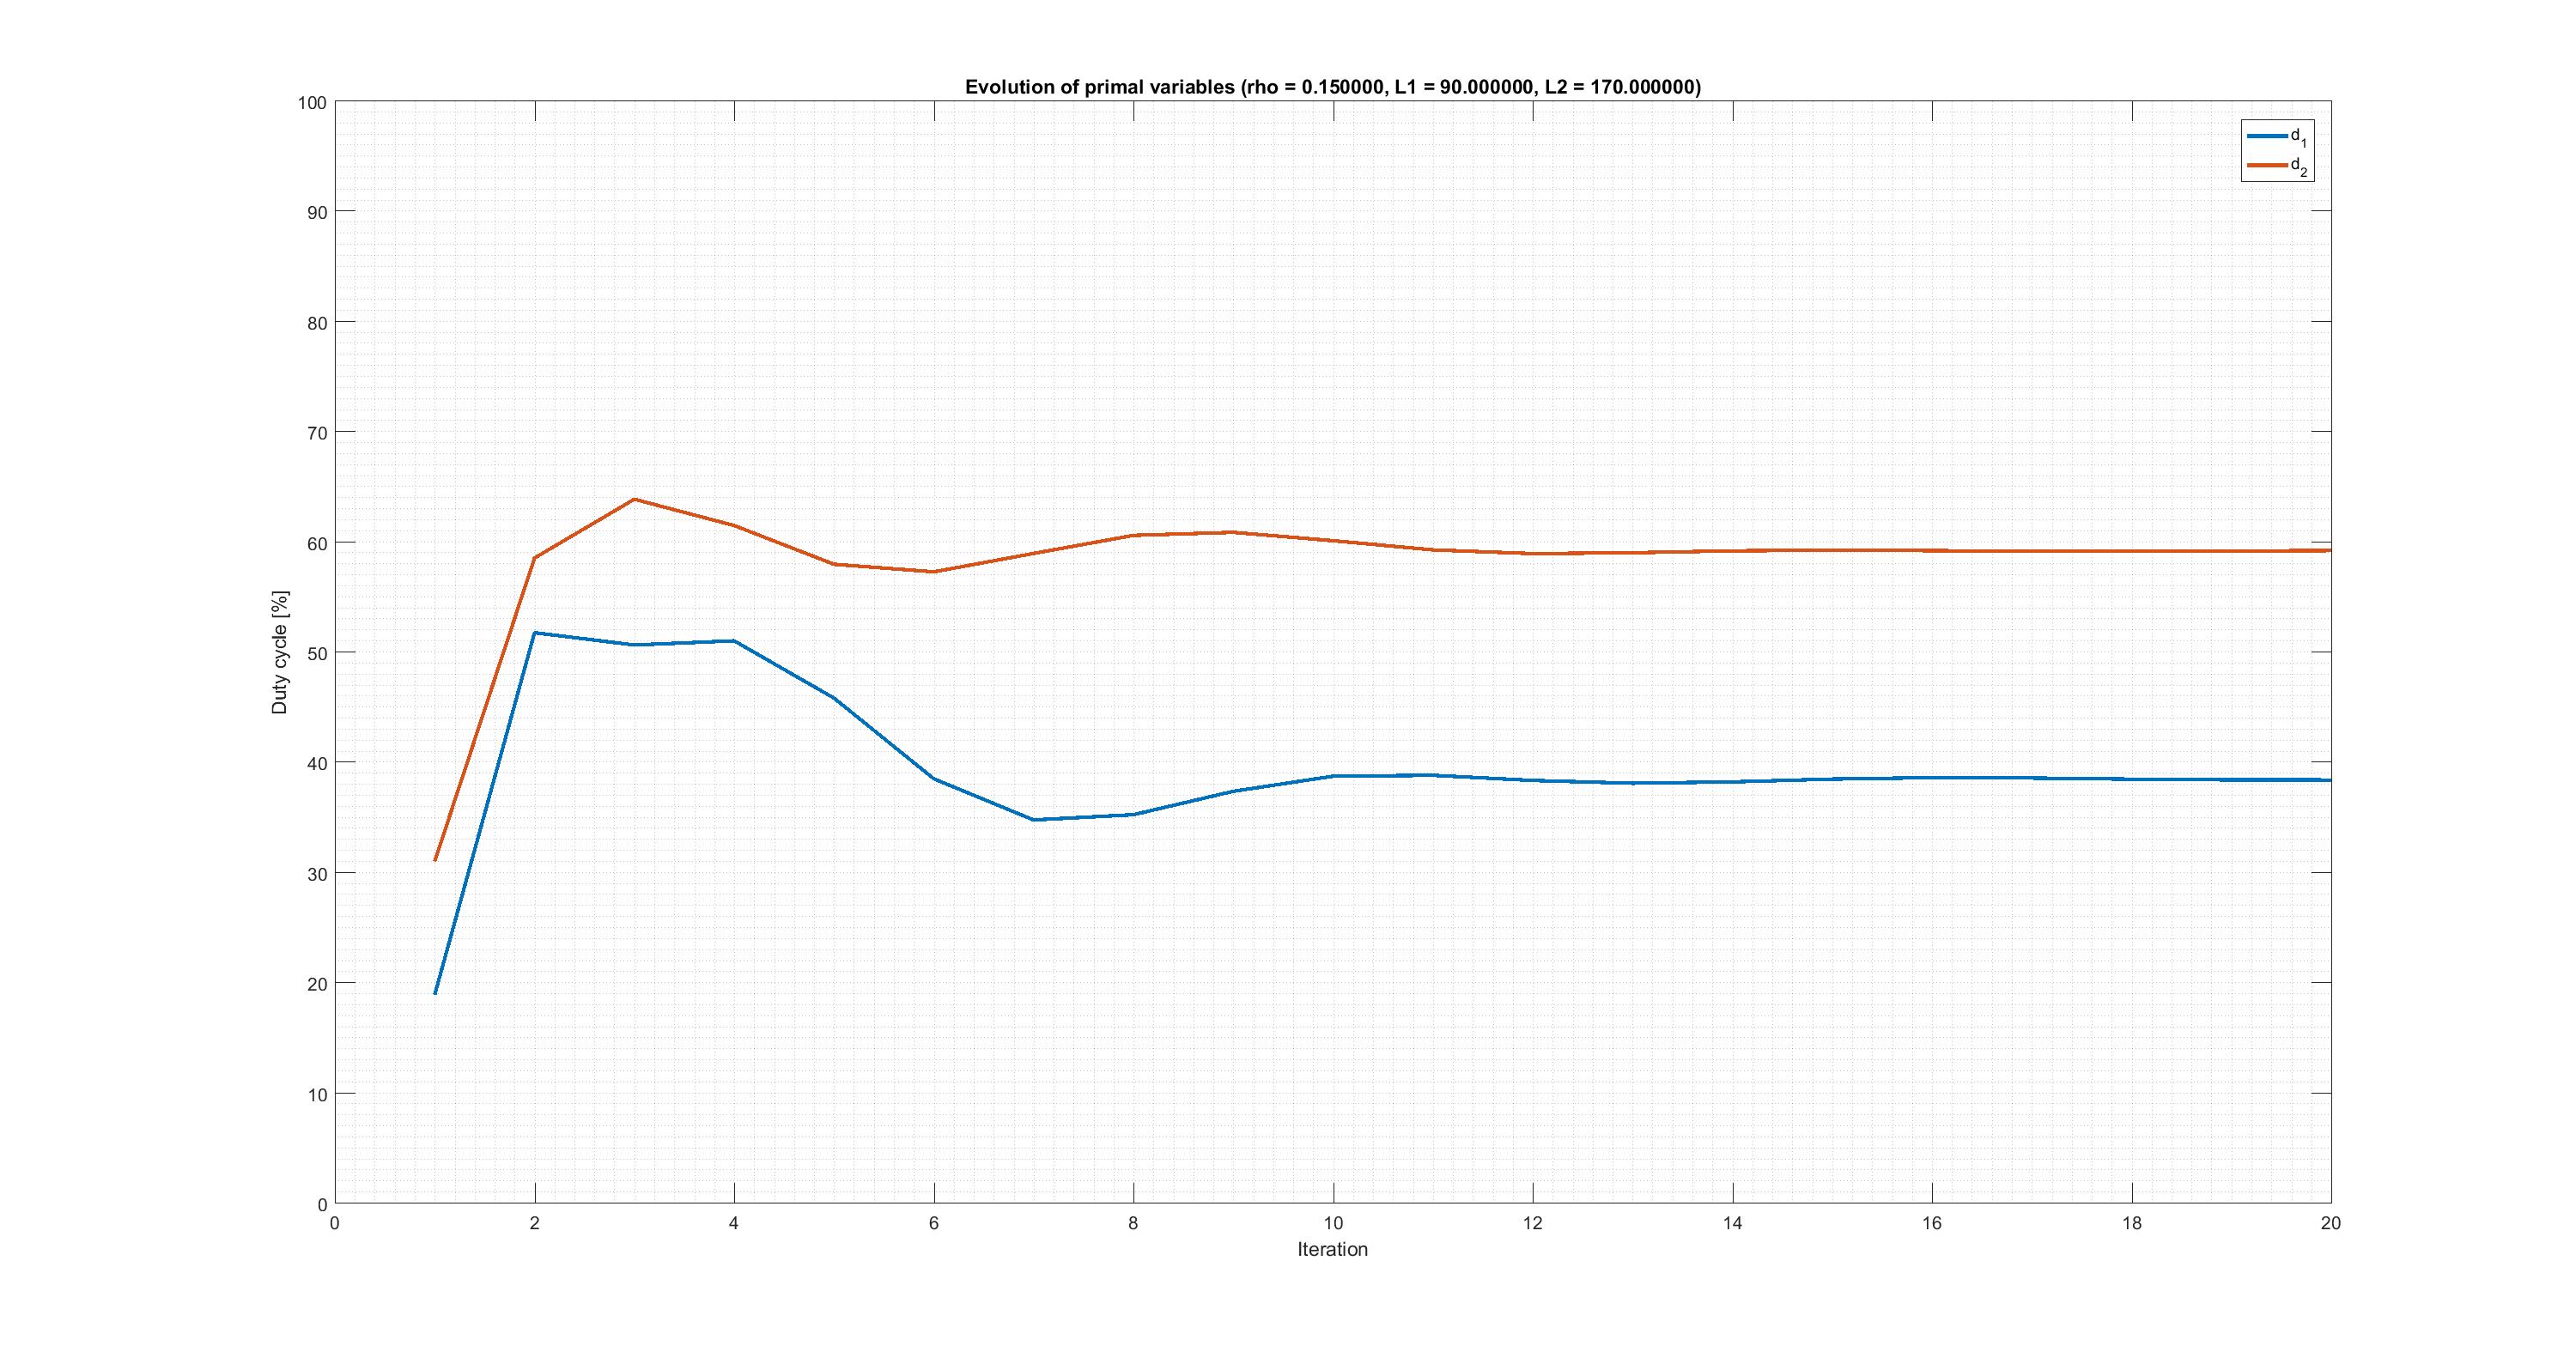 Evolution of primal variables (rho = 0.150000, L1 = 90.000000, L2 = 170.000000)
100
90
80
70
60
50
40
30
20
10
0
Duty cycle [%]
d1
d2
0 2 4 6 8 10 12 14 16 18 20
Iteration